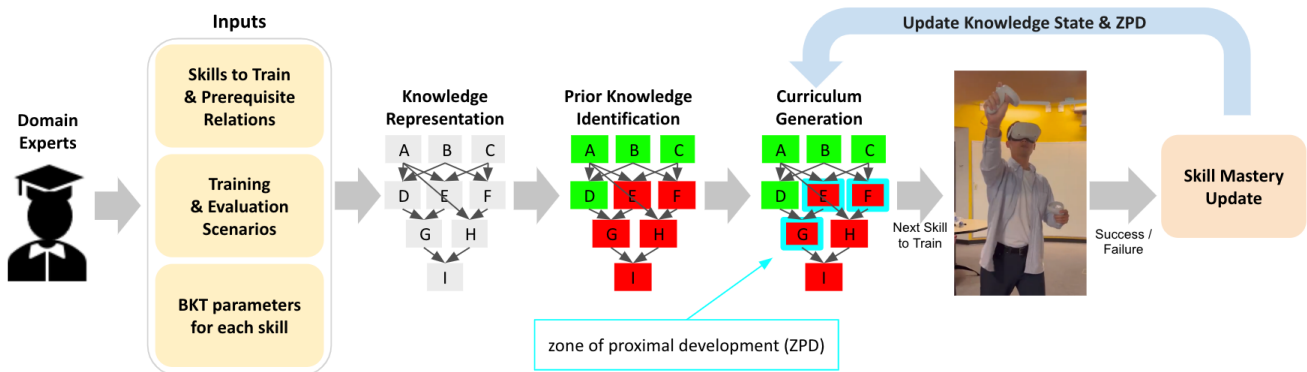 Inputs
Update Knowledge State & ZPD
Domain
Experts
Skills to Train
& Prerequisite
Relations
Training
& Evaluation
Scenarios
BKT parameters
for each skill
Knowledge
Representation
A B C
D E F
G H
I
Prior Knowledge
Identification
A B C
D E F
G H
I
Curriculum
Generation
A B C
D E F
G H
I
zone of proximal development (ZPD)
Next Skill
to Train
Success /
Failure
Skill Mastery
Update